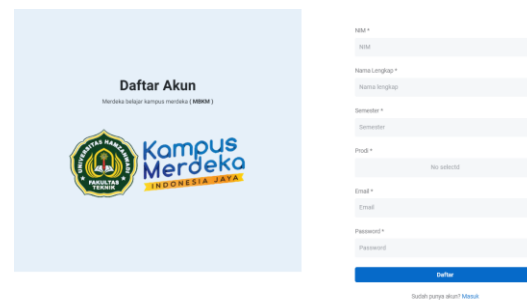 Daftar Akun
Merdeka belajar kampus merdeka ( MBKM )
UNIVERSITAS HAMZANWADI
FAKULTAS
TEKNIK
Kampus
Merdeka
INDONESIA JAYA
NIM *
NIM
Nama Lengkap *
Nama lengkap
Semester *
Semester
Prodi *
No selectd
Email *
Email
Password *
Password
Daftar
Sudah punya akun? Masuk